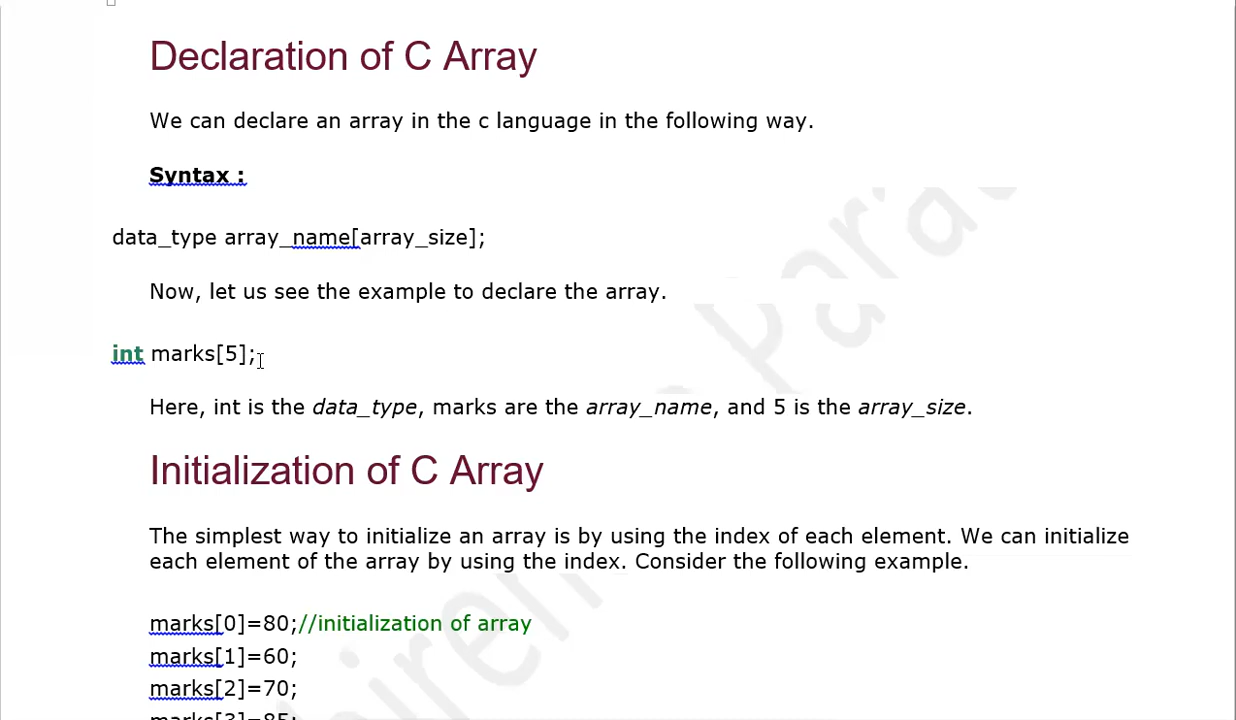 Declaration of C Array
We can declare an array in the c language in the following way.
Syntax :
data_type array_name[array_size];
Now, let us see the example to declare the array.
int marks[5];
Here, int is the data_type, marks are the array_name, and 5 is the array_size.
Initialization of C Array
The simplest way to initialize an array is by using the index of each element. We can initialize
each element of the array by using the index. Consider the following example.
marks[0]=80;//initialization of array
marks[1]=60;
marks[2]=70;
marks[3]=85;